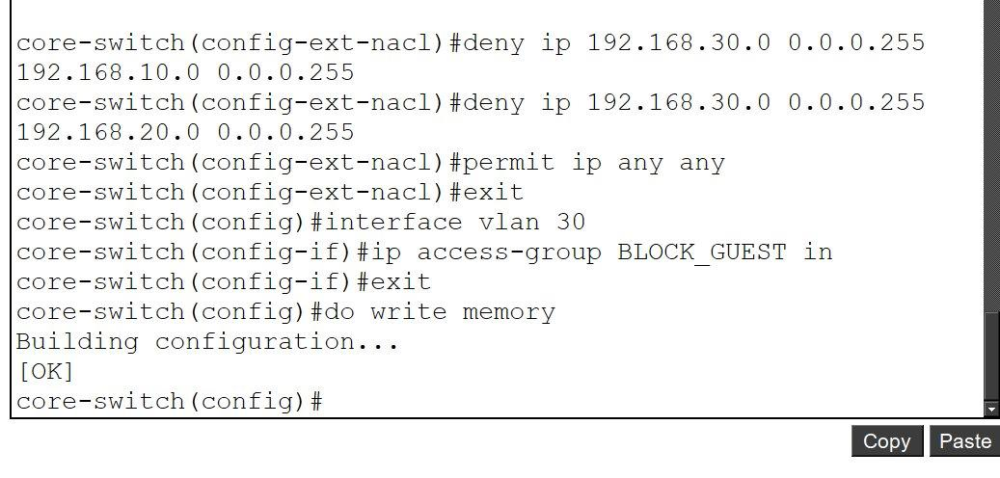 core-switch(config-ext-nacl)#deny ip 192.168.30.0 0.0.0.255
192.168.10.0 0.0.0.255
core-switch(config-ext-nacl)#deny ip 192.168.30.0 0.0.0.255
192.168.20.0 0.0.0.255
core-switch(config-ext-nacl)#permit ip any any
core-switch(config-ext-nacl)#exit
core-switch(config)#interface vlan 30
core-switch(config-if)#ip access-group BLOCK_GUEST in
core-switch(config-if)#exit
core-switch(config)#do write memory
Building configuration...
[OK]
core-switch(config)#
Copy Paste